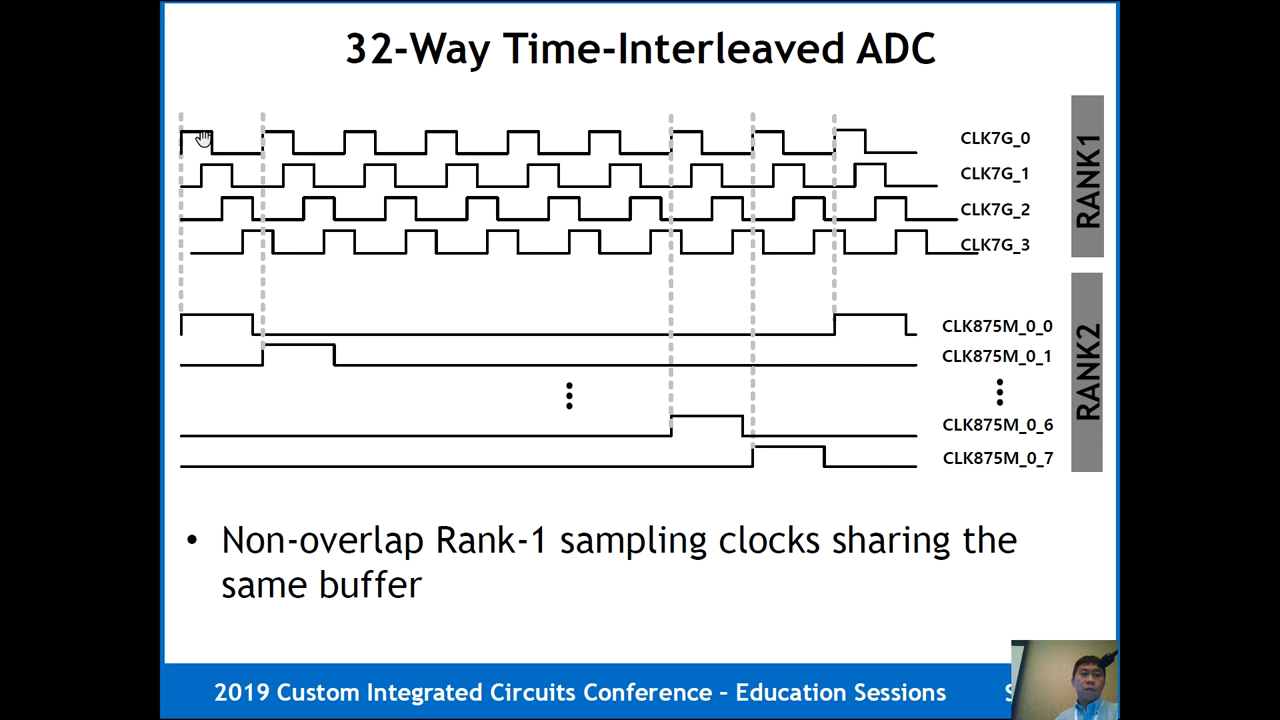 32-Way Time-Interleaved ADC
CLK7G_0
CLK7G_1
CLK7G_2
CLK7G_3
RANK1
CLK875M_0_0
CLK875M_0_1
CLK875M_0_6
CLK875M_0_7
RANK2
• Non-overlap Rank-1 sampling clocks sharing the
same buffer
2019 Custom Integrated Circuits Conference - Education Sessions